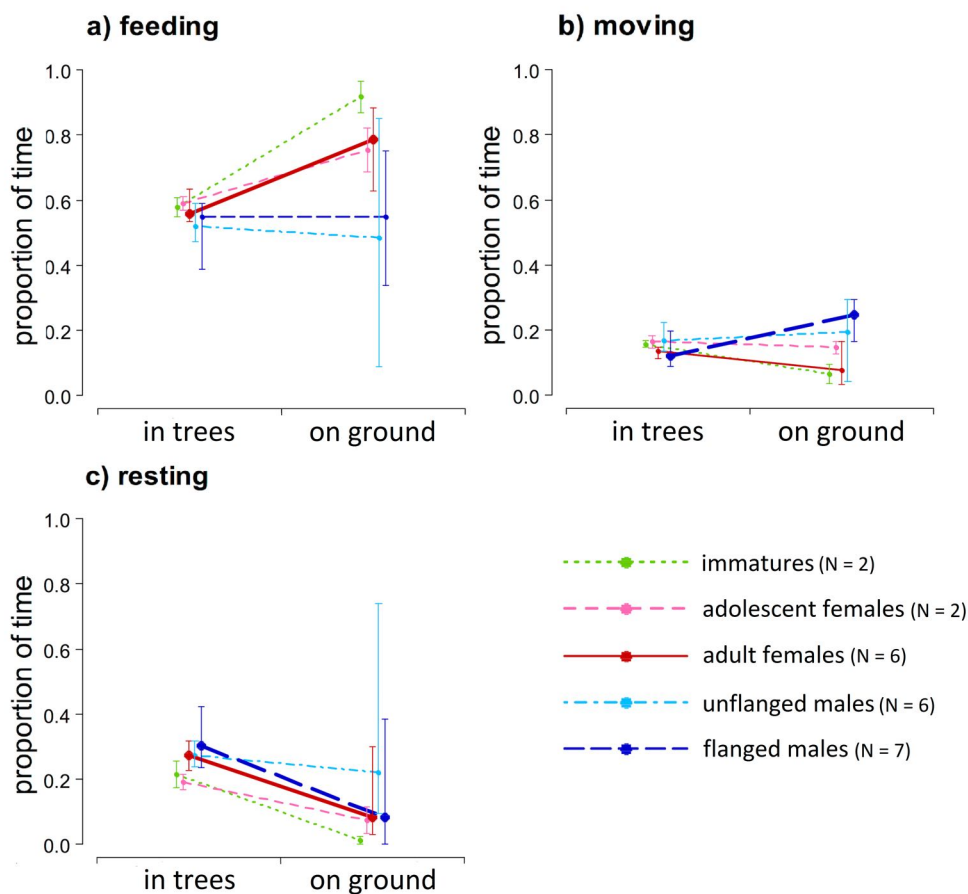 a) feeding
b) moving
proportion of time
1.0
0.8
0.6
0.4
0.2
0.0
in trees
on ground
proportion of time
1.0
0.8
0.6
0.4
0.2
0.0
in trees
on ground
c) resting
proportion of time
1.0
0.8
0.6
0.4
0.2
0.0
in trees
on ground
immatures (N = 2)
adolescent females (N = 2)
adult females (N = 6)
unflanged males (N = 6)
flanged males (N = 7)